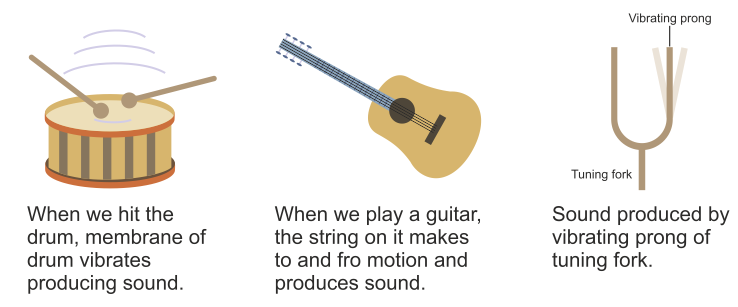 Vibrating prong
Tuning fork
When we hit the
drum, membrane of
drum vibrates
producing sound.
When we play a guitar,
the string on it makes
to and fro motion and
produces sound.
Sound produced by
vibrating prong of
tuning fork.